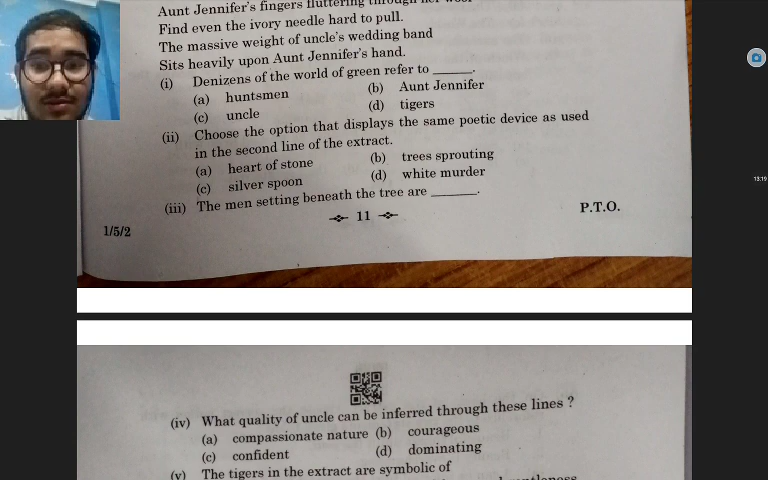 Aunt Jennifer's fingers fluttering through her
Find even the ivory needle hard to pull.
The massive weight of uncle's wedding band
Sits heavily upon Aunt Jennifer's hand.
(i) Denizens of the world of green refer to ______.
(a) huntsmen (b) Aunt Jennifer
(c) uncle (d) tigers
(ii) Choose the option that displays the same poetic device as used
in the second line of the extract.
(a) heart of stone (b) trees sprouting
(c) silver spoon (d) white murder
(iii) The men setting beneath the tree are ______.
11
1/5/2
P.T.O.
13:19
(iv) What quality of uncle can be inferred through these lines ?
(a) compassionate nature (b) courageous
(c) confident (d) dominating
(v) The tigers in the extract are symbolic of